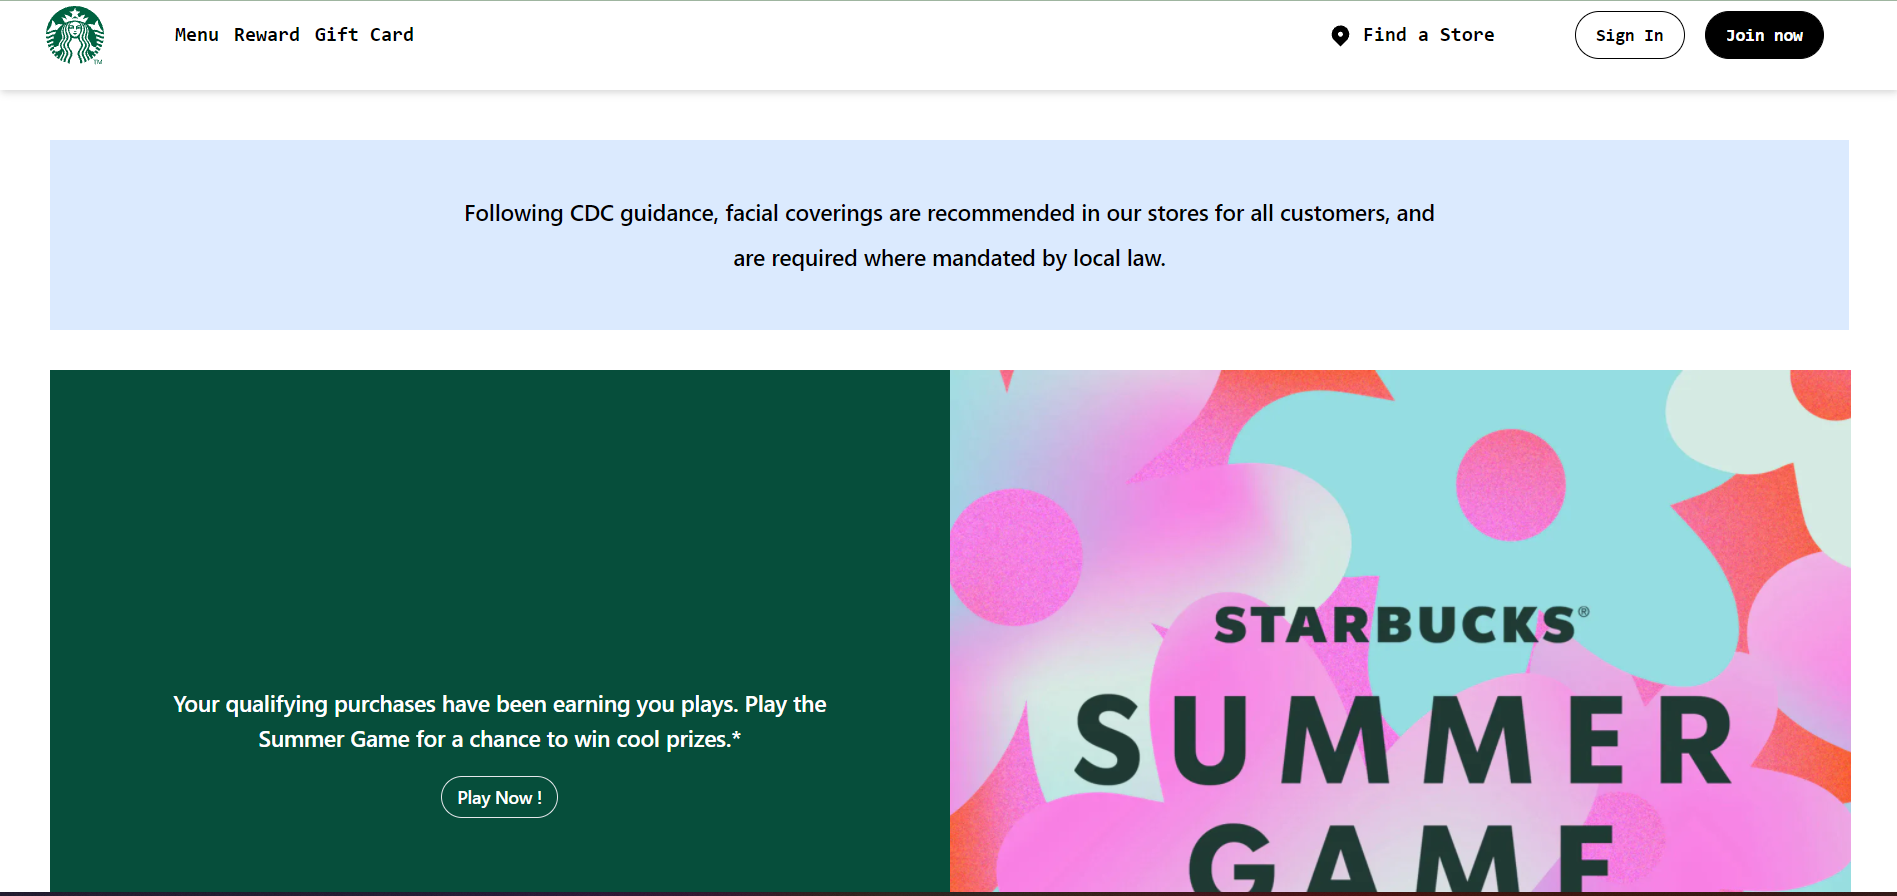 TM
Menu Reward Gift Card
Find a Store
Sign In
Join now
Following CDC guidance, facial coverings are recommended in our stores for all customers, and
are required where mandated by local law.
Your qualifying purchases have been earning you plays. Play the
Summer Game for a chance to win cool prizes.*
Play Now !
STARBUCKS®
SUMMER
GAME